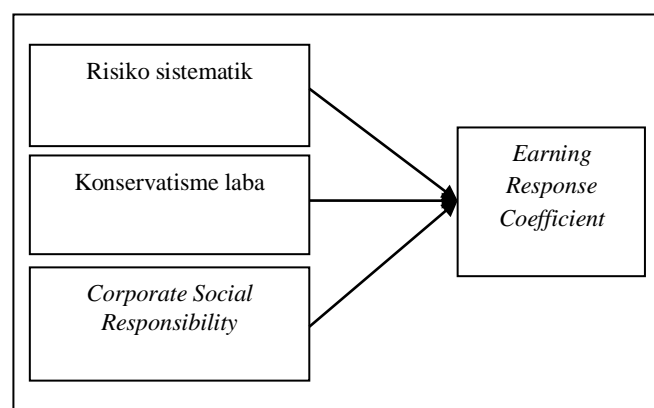 Risiko sistematik
Konservatisme laba
Corporate Social
Responsibility
Earning
Response
Coefficient